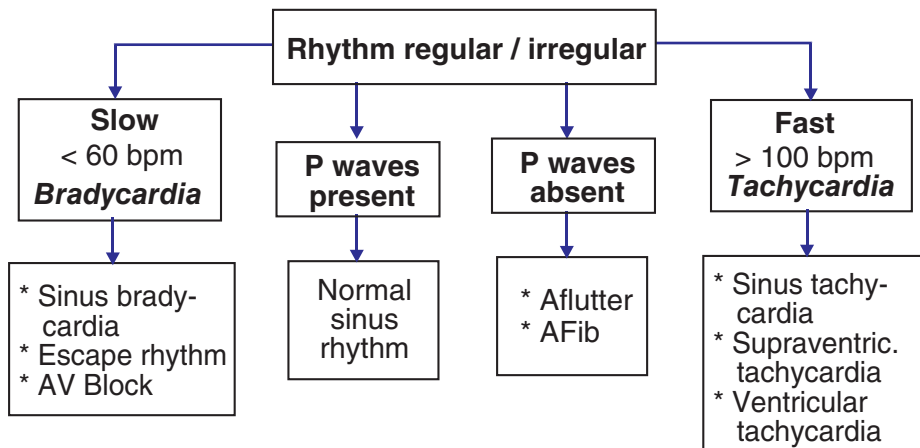 Rhythm regular / irregular
Slow
< 60 bpm
Bradycardia
P waves
present
P waves
absent
Fast
> 100 bpm
Tachycardia
* Sinus brady-
cardia
* Escape rhythm
* AV Block
Normal
sinus
rhythm
* Aflutter
* AFib
* Sinus tachy-
cardia
* Supraventric.
tachycardia
* Ventricular
tachycardia